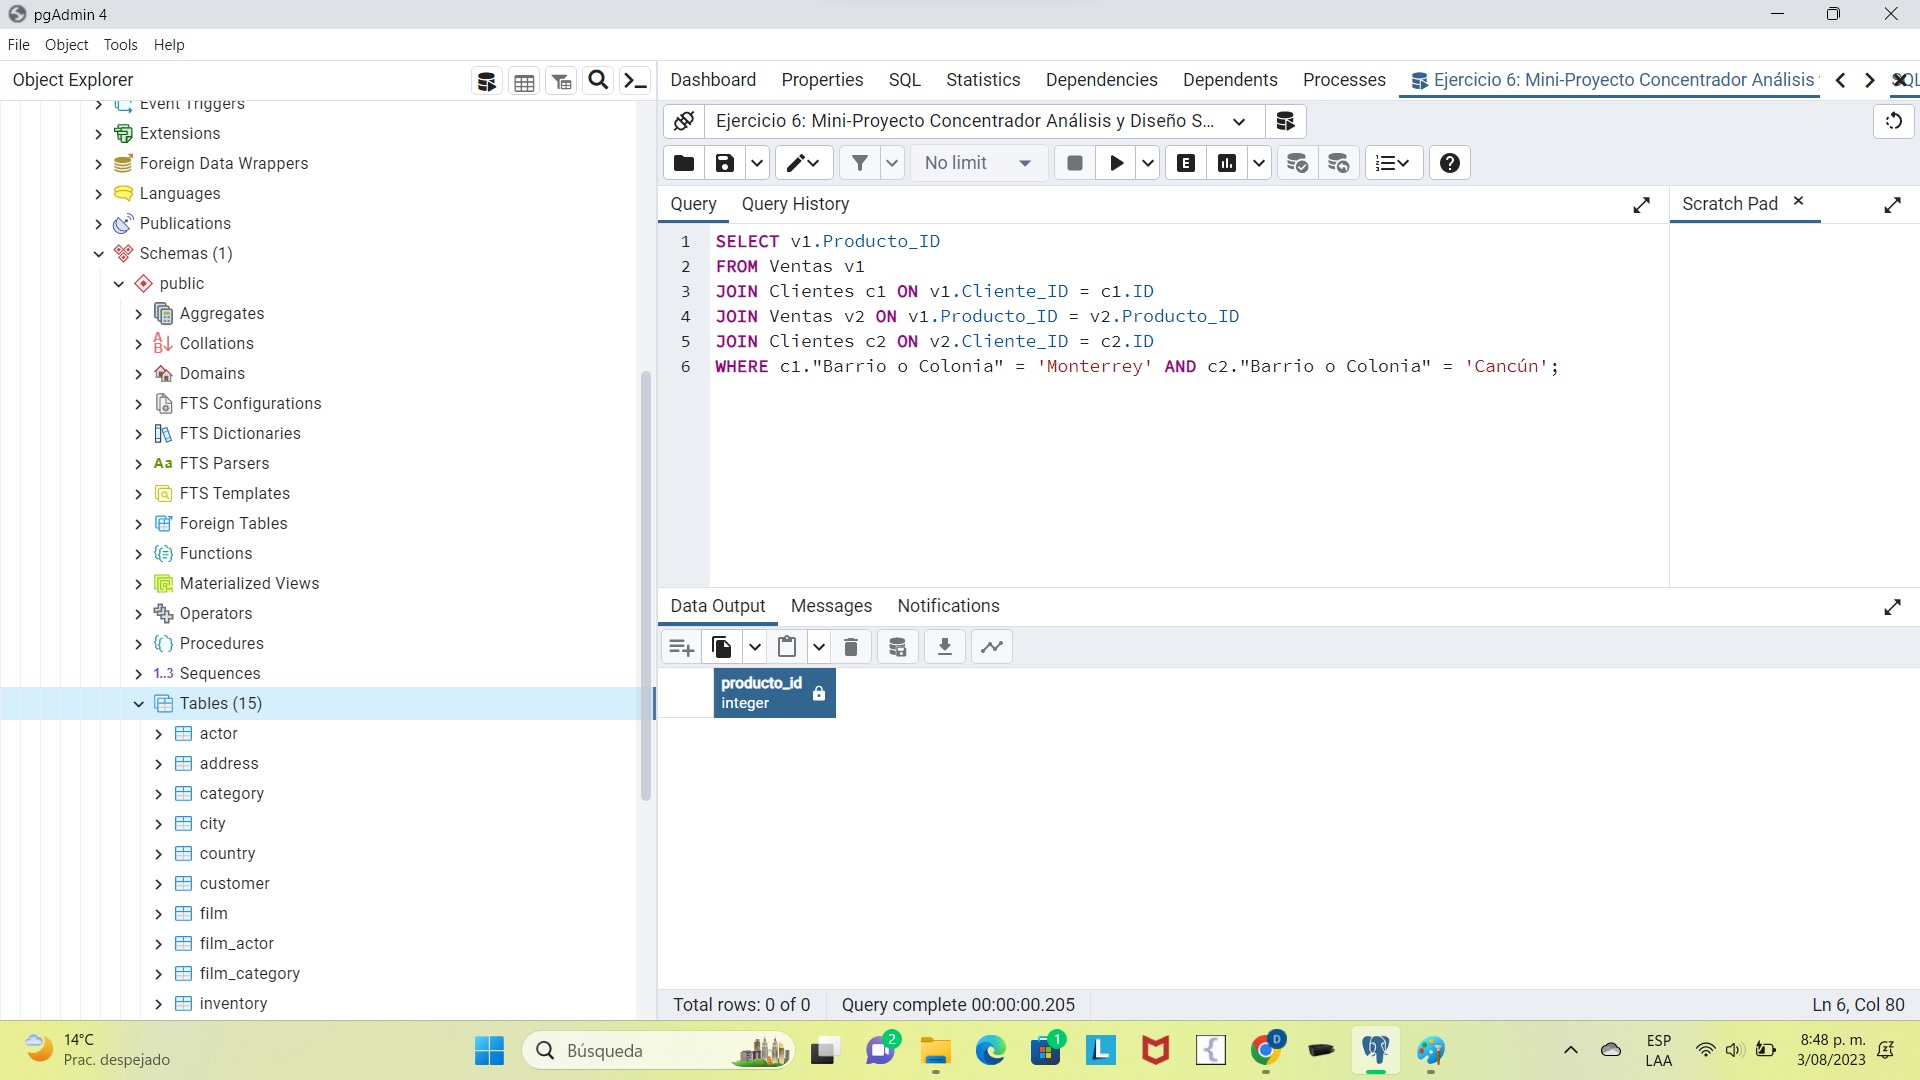 pgAdmin 4
File Object Tools Help
Object Explorer
Dashboard Properties SQL Statistics Dependencies Dependents Processes Ejercicio 6: Mini-Proyecto Concentrador Análisis
Event Triggers
Extensions
Foreign Data Wrappers
Languages
Publications
Schemas (1)
public
Aggregates
Collations
Domains
FTS Configurations
FTS Dictionaries
Aa FTS Parsers
FTS Templates
Foreign Tables
Functions
Materialized Views
Operators
Procedures
1..3 Sequences
Tables (15)
actor
address
category
city
country
customer
film
film_actor
film_category
inventory
Ejercicio 6: Mini-Proyecto Concentrador Análisis y Diseño S...
No limit
E
Query Query History
Scratch Pad
1 SELECT v1.Producto_ID
2 FROM Ventas v1
3 JOIN Clientes c1 ON v1.Cliente_ID = c1.ID
4 JOIN Ventas v2 ON v1.Producto_ID = v2.Producto_ID
5 JOIN Clientes c2 ON v2.Cliente_ID = c2.ID
6 WHERE c1."Barrio o Colonia" = 'Monterrey' AND c2."Barrio o Colonia" = 'Cancún';
Data Output Messages Notifications
producto_id
integer
Total rows: 0 of 0 Query complete 00:00:00.205 Ln 6, Col 80
14°C
Prac. despejado
Búsqueda
2
1
L
D
ESP
LAA
8:48 p. m.
3/08/2023